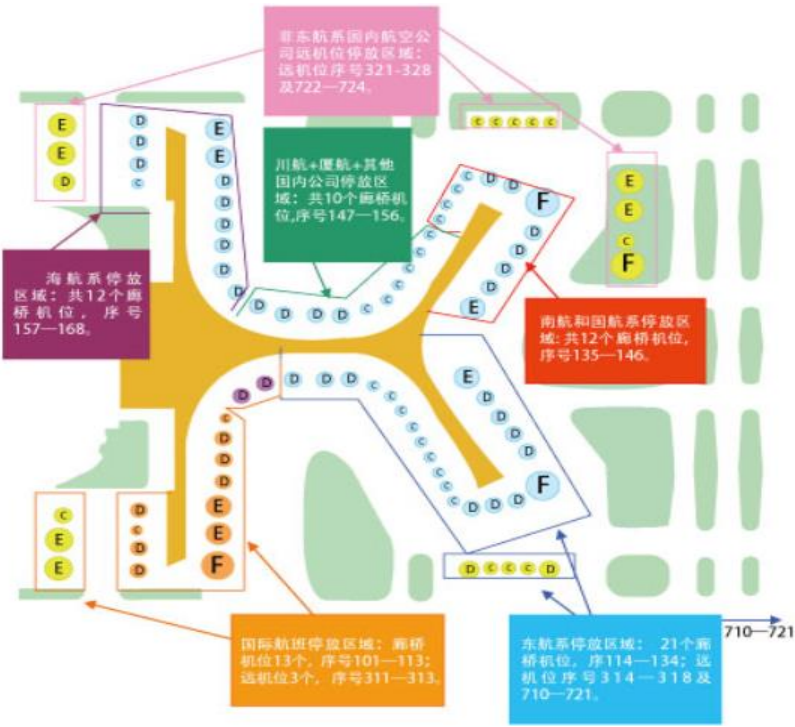 非东航系国内航空公
司远机位停放区域：
远机位序号321-328
及722—724。
E
E
D
D
D
D
C
E
E
D
D
D
D
D
川航+厦航+其他
国内公司停放区
域：共10个廊桥机
位,序号147—156。
C C C C C
C D D F
D
D
D
D
E
E
E
C
F
海航系停放
区域：共12个廊
桥机位，序号
157—168。
D D D D C
南航和国航系停放区
域:共12个廊桥机位,
序号135—146。
D D D D D C
E
D
D
D
D
F
C D D D
C
D
D
D
E
E
F
C
E
E
D
C
D
D
D C C C D
国际航班停放区域：廊桥
机位13个，序号101—113；
远机位3个，序号311—313。
东航系停放区域： 21个廊
桥机位，序114—134；远
机位序号314—318及
710—721。
710—721